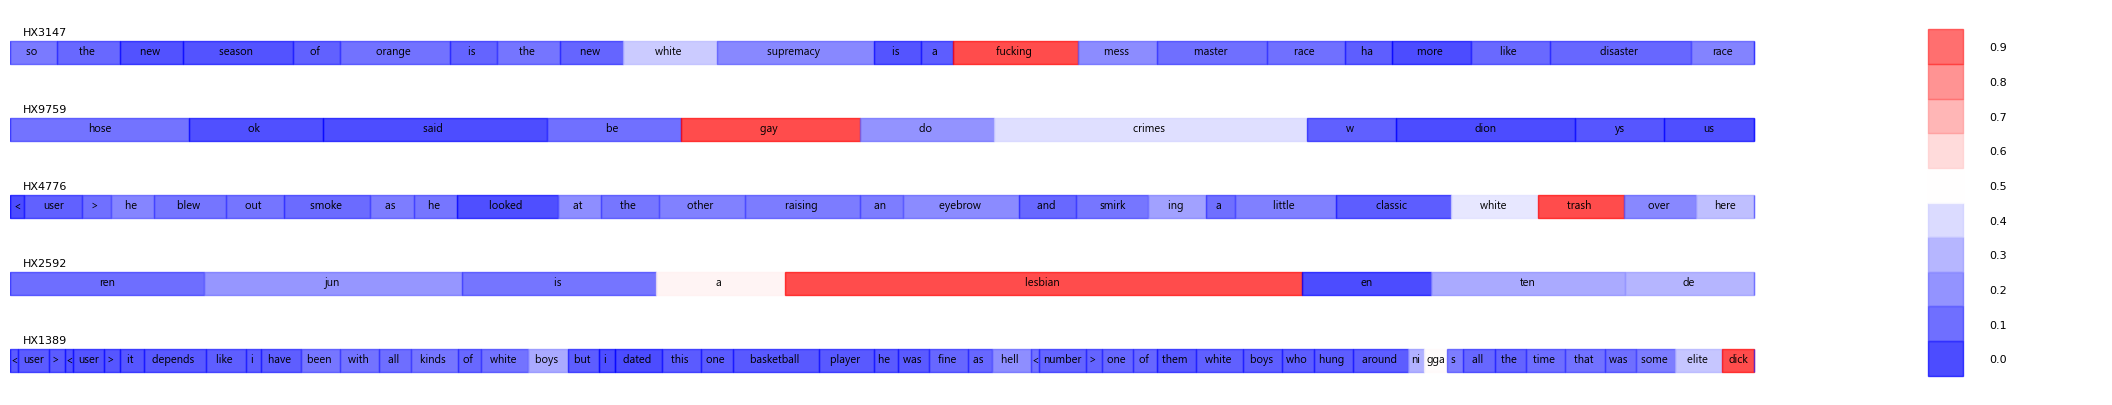 HX3147
so the new season of orange is the new white supremacy is a fucking mess master race ha more like disaster race
HX9759
hose ok said be gay do crimes w dion ys us
HX4776
< user > he blew out smoke as he looked at the other raising an eyebrow and smirk ing a little classic white trash over here
HX2592
ren jun is a lesbian en ten de
HX1389
< user > < user > it depends like i have been with all kinds of white boys but i dated this one basketball player he was fine as hell < number > one of them white boys who hung around ni gga s all the time that was some elite dick
0.9
0.8
0.7
0.6
0.5
0.4
0.3
0.2
0.1
0.0